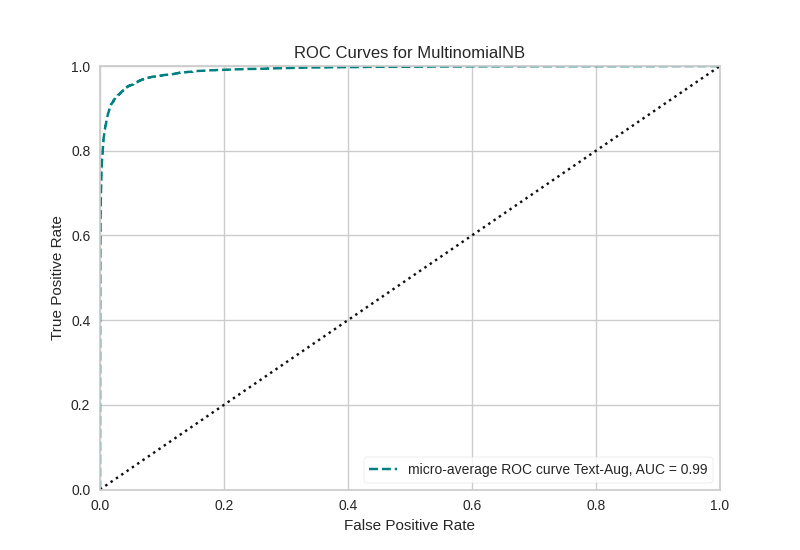 ROC Curves for MultinomialNB
1.0
0.8
0.6
0.4
0.2
0.0
True Positive Rate
micro-average ROC curve Text-Aug, AUC = 0.99
0.0 0.2 0.4 0.6 0.8 1.0
False Positive Rate